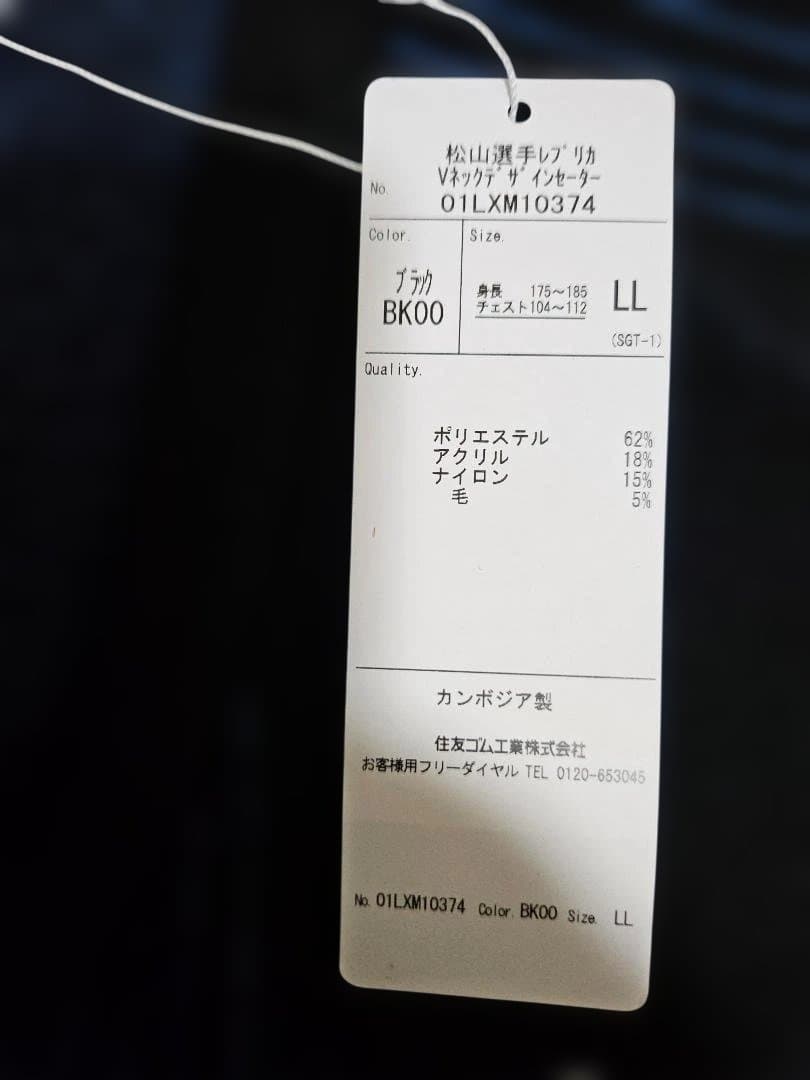 松山選手ﾚﾌﾟﾘｶ
Vﾈｯｸﾃﾞｻﾞｲﾝｾｰﾀｰ
No. 01LXM10374
Color. Size.
ﾌﾞﾗｯｸ
BK00
身長 175～185
チェスト104～112
LL
(SGT-1)
Quality.
ポリエステル 62%
アクリル 18%
ナイロン 15%
毛 5%
カンボジア製
住友ゴム工業株式会社
お客様用フリーダイヤル TEL 0120-653045
No. 01LXM10374 Color. BK00 Size. LL